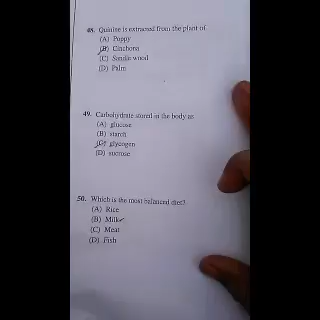 48. Quinine is extracted from the plant of
(A) Poppy
(B) Cinchona
(C) Sandle wood
(D) Palm
49. Carbohydrate stored in the body as
(A) glucose
(B) starch
(C) glycogen
(D) sucrose
50. Which is the most balanced diet?
(A) Rice
(B) Milk
(C) Meat
(D) Fish